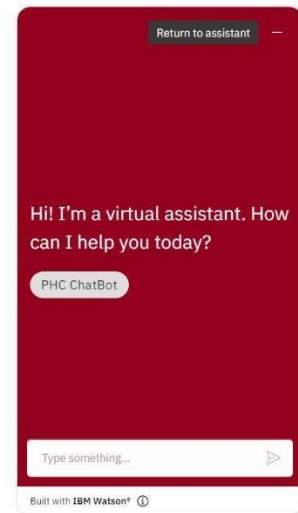 Return to assistant
Hi! I'm a virtual assistant. How
can I help you today?
PHC ChatBot
Type something...
Built with IBM Watson®